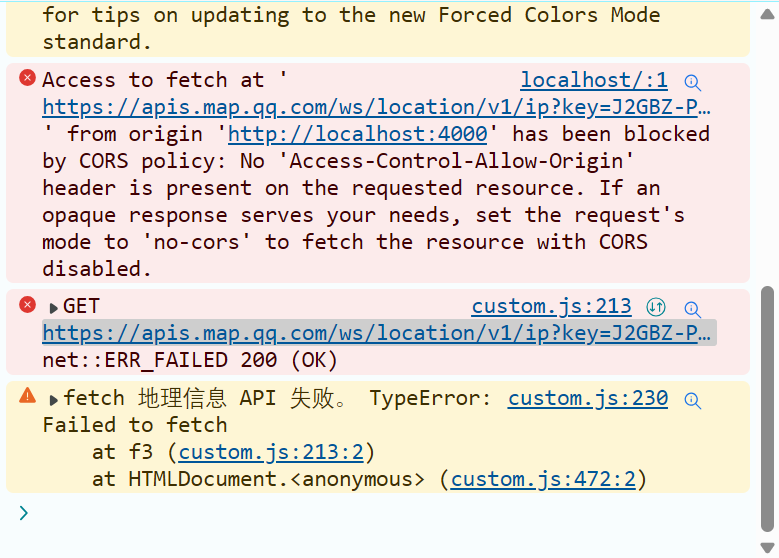 for tips on updating to the new Forced Colors Mode
standard.
Access to fetch at ' localhost/:1
https://apis.map.qq.com/ws/location/v1/ip?key=J2GBZ-P…
' from origin 'http://localhost:4000' has been blocked
by CORS policy: No 'Access-Control-Allow-Origin'
header is present on the requested resource. If an
opaque response serves your needs, set the request's
mode to 'no-cors' to fetch the resource with CORS
disabled.
GET custom.js:213
https://apis.map.qq.com/ws/location/v1/ip?key=J2GBZ-P…
net::ERR_FAILED 200 (OK)
fetch 地理信息 API 失败。 TypeError: custom.js:230
Failed to fetch
at f3 (custom.js:213:2)
at HTMLDocument.<anonymous> (custom.js:472:2)